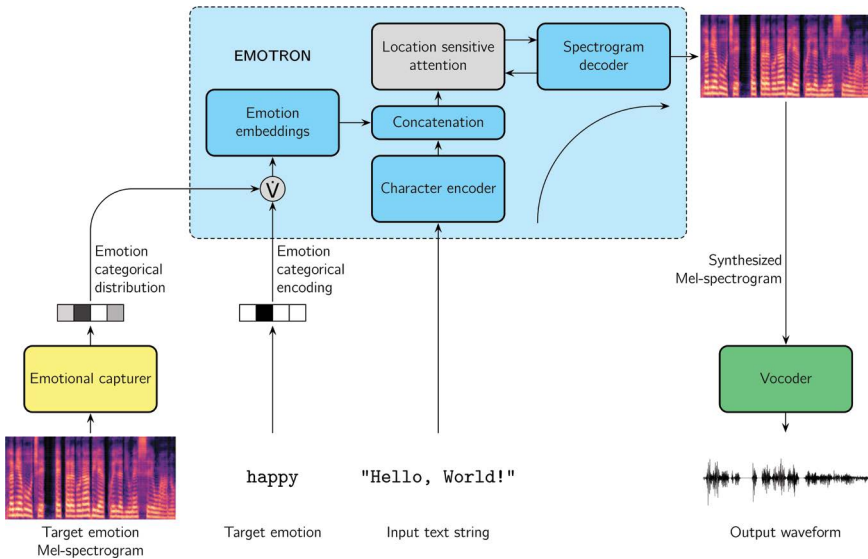 EMOTRON
Location sensitive
attention
Spectrogram
decoder
Emotion
embeddings
Concatenation
Character encoder
V̇
Emotion
categorical
distribution
Emotion
categorical
encoding
Synthesized
Mel-spectrogram
Emotional capturer
Vocoder
happy
"Hello, World!"
Target emotion
Mel-spectrogram
Target emotion
Input text string
Output waveform